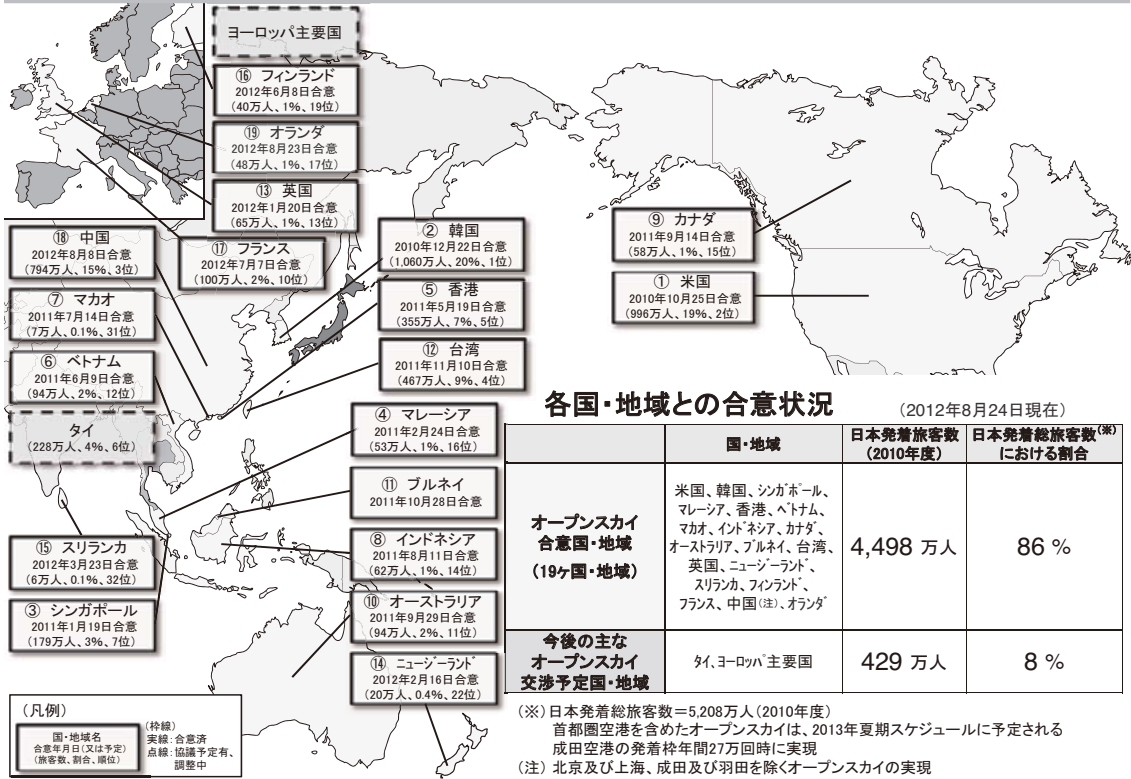 ヨーロッパ主要国
⑯ フィンランド
2012年6月8日合意
(40万人、1%、19位)
⑲ オランダ
2012年8月23日合意
(48万人、1%、17位)
⑬ 英国
2012年1月20日合意
(65万人、1%、13位)
⑰ フランス
2012年7月7日合意
(100万人、2%、10位)
⑱ 中国
2012年8月8日合意
(794万人、15%、3位)
⑦ マカオ
2011年7月14日合意
(7万人、0.1%、31位)
⑥ ベトナム
2011年6月9日合意
(94万人、2%、12位)
タイ
(228万人、4%、6位)
⑮ スリランカ
2012年3月23日合意
(6万人、0.1%、32位)
③ シンガポール
2011年1月19日合意
(179万人、3%、7位)
② 韓国
2010年12月22日合意
(1,060万人、20%、1位)
⑤ 香港
2011年5月19日合意
(355万人、7%、5位)
⑫ 台湾
2011年11月10日合意
(467万人、9%、4位)
④ マレーシア
2011年2月24日合意
(53万人、1%、16位)
⑪ ブルネイ
2011年10月28日合意
⑧ インドネシア
2011年8月11日合意
(62万人、1%、14位)
⑩ オーストラリア
2011年9月29日合意
(94万人、2%、11位)
⑭ ニュージーランド
2012年2月16日合意
(20万人、0.4%、22位)
⑨ カナダ
2011年9月14日合意
(58万人、1%、15位)
① 米国
2010年10月25日合意
(996万人、19%、2位)
(凡例)
国・地域名
合意年月日(又は予定)
(旅客数、割合、順位)
(枠線)
実線:合意済
点線:協議予定有、
調整中
各国・地域との合意状況 (2012年8月24日現在)
国・地域
日本発着旅客数
(2010年度)
日本発着総旅客数(※)
における割合
オープンスカイ
合意国・地域
(19ヶ国・地域)
米国、韓国、シンガポール、
マレーシア、香港、ベトナム、
マカオ、インドネシア、カナダ、
オーストラリア、ブルネイ、台湾、
英国、ニュージーランド、
スリランカ、フィンランド、
フランス、中国(注)、オランダ
4,498 万人
86 %
今後の主な
オープンスカイ
交渉予定国・地域
タイ、ヨーロッパ主要国
429 万人
8 %
(※)日本発着総旅客数=5,208万人(2010年度)
首都圏空港を含めたオープンスカイは、2013年夏期スケジュールに予定される
成田空港の発着枠年間27万回時に実現
(注) 北京及び上海、成田及び羽田を除くオープンスカイの実現